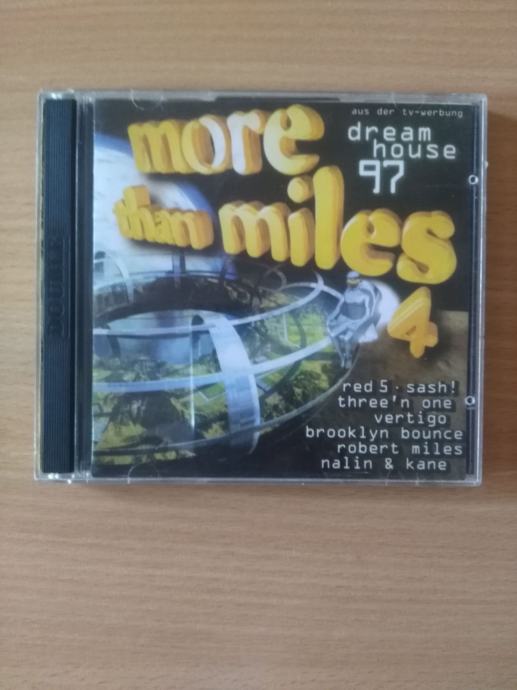 aus der tv-werbung
dream
house
97
more
than miles
4
red 5 · sash!
three'n one
vertigo
brooklyn bounce
robert miles
nalin & kane